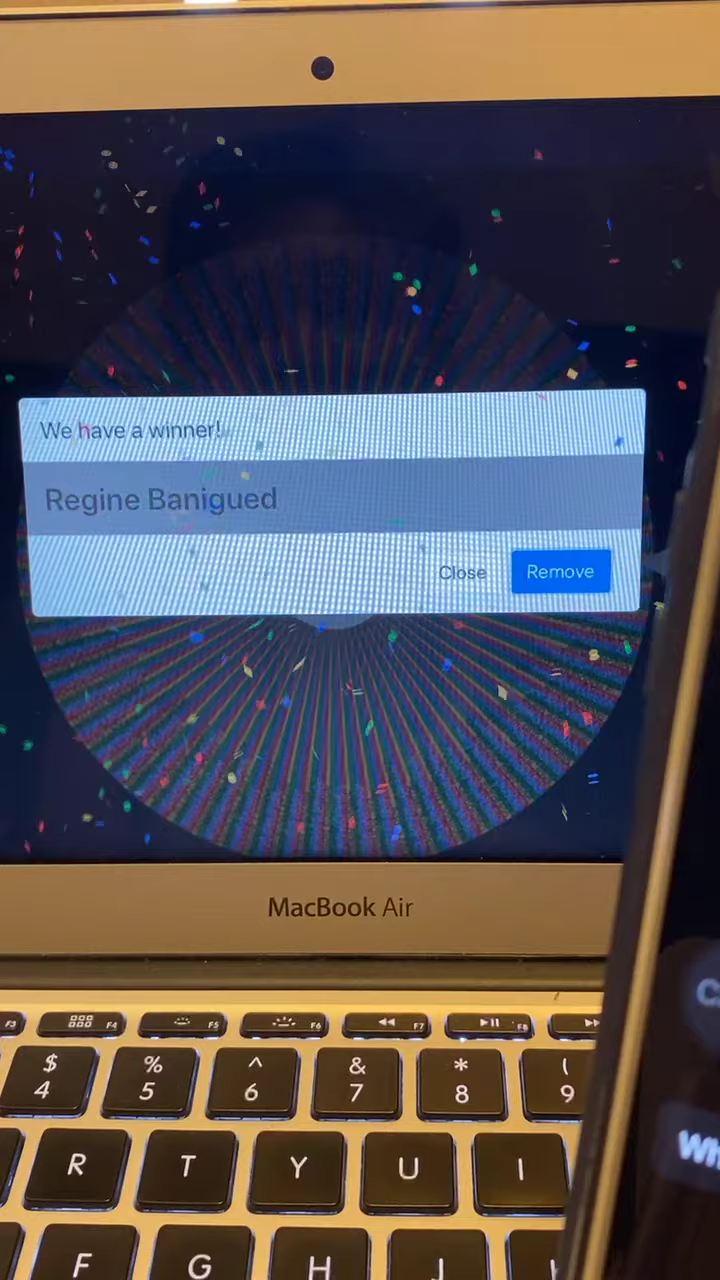 We have a winner!
Regine Banigued
Close
Remove
MacBook Air
F3
F4
F5
F6
F7
F8
$
4
%
5
^
6
&
7
*
8
(
9
R
T
Y
U
I
F
G
H
J